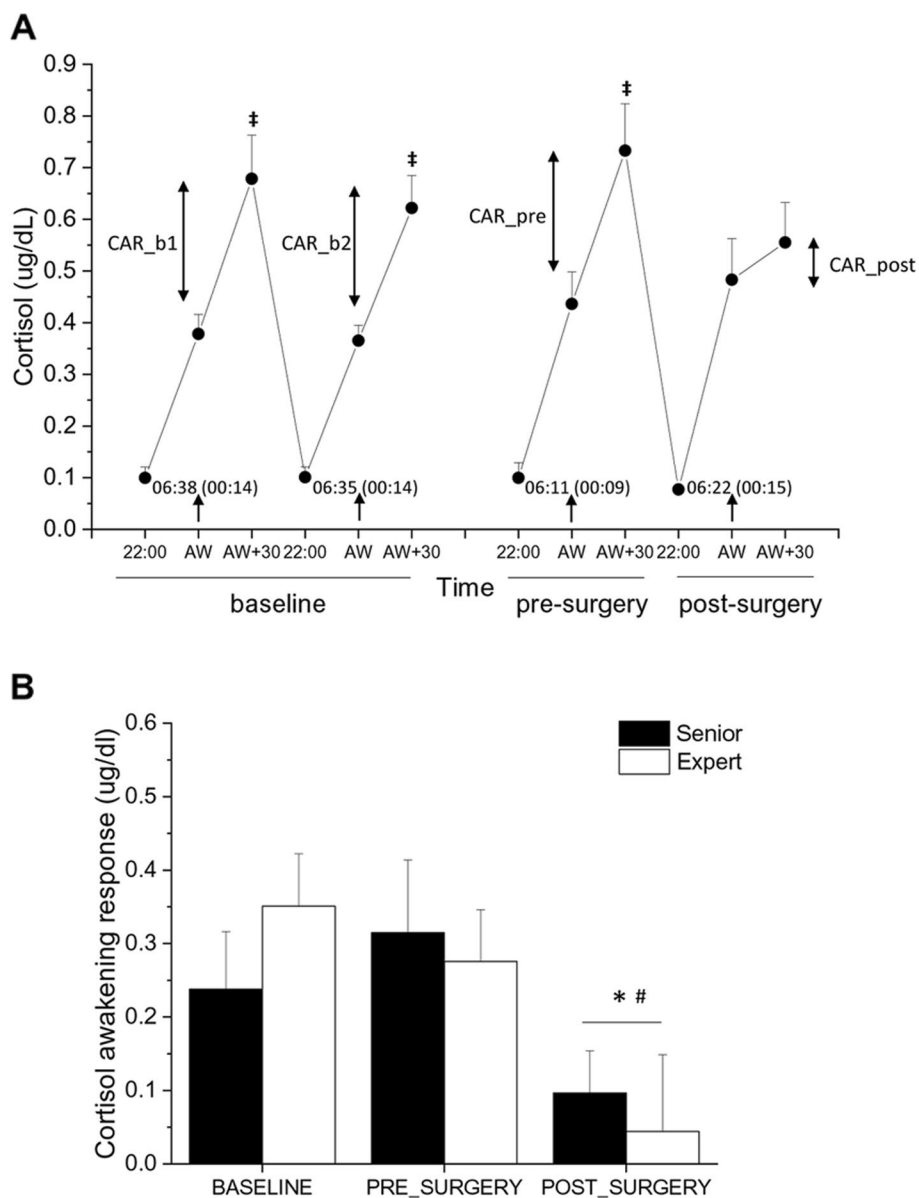 A
Cortisol (ug/dL)
0.9
0.8
0.7
0.6
0.5
0.4
0.3
0.2
0.1
0.0
‡
‡
‡
CAR_b1
CAR_b2
CAR_pre
CAR_post
06:38 (00:14)
06:35 (00:14)
06:11 (00:09)
06:22 (00:15)
22:00 AW AW+30 22:00 AW AW+30 22:00 AW AW+30 22:00 AW AW+30
Time
baseline pre-surgery post-surgery
B
Cortisol awakening response (ug/dl)
0.6
0.5
0.4
0.3
0.2
0.1
0.0
Senior
Expert
* #
BASELINE PRE_SURGERY POST_SURGERY